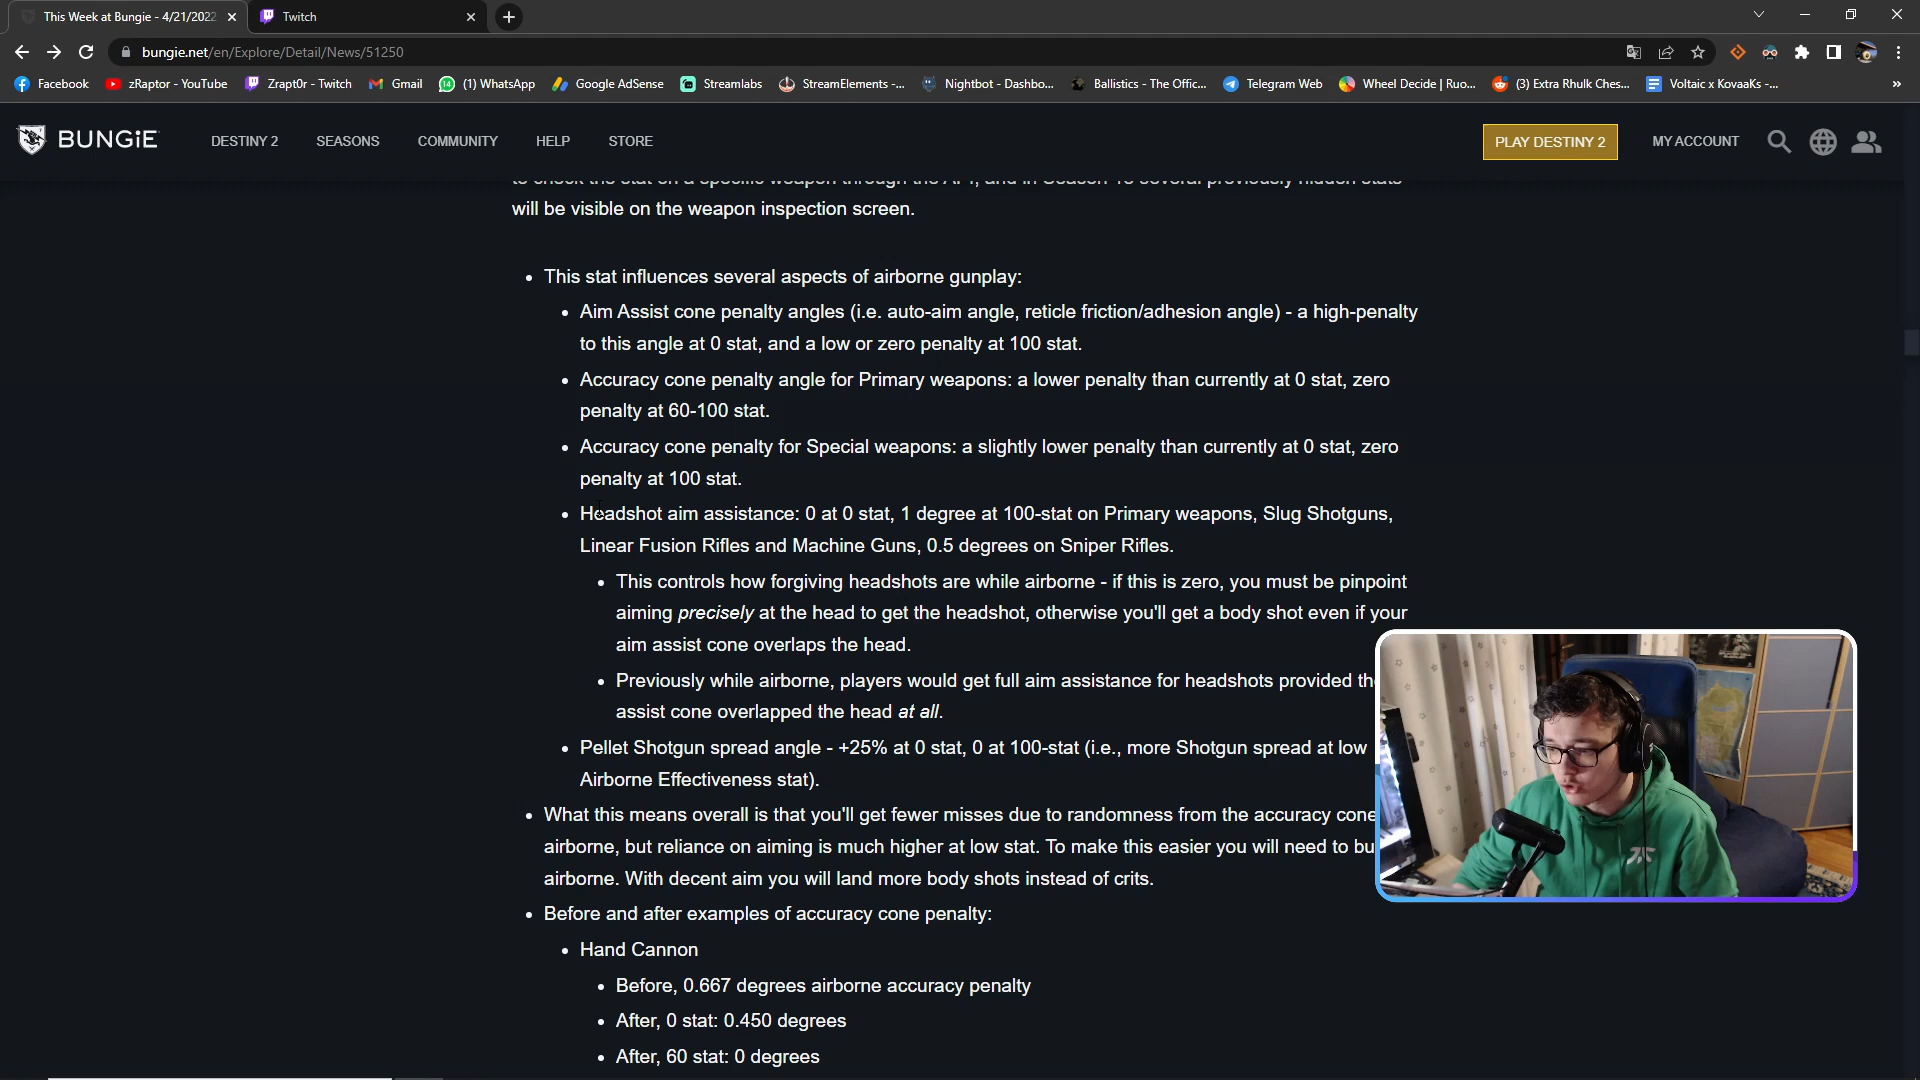 This Week at Bungie - 4/21/2022
Twitch
bungie.net/en/Explore/Detail/News/51250
Facebook
zRaptor - YouTube
Zrapt0r - Twitch
Gmail
(1) WhatsApp
Google AdSense
Streamlabs
StreamElements -...
Nightbot - Dashbo...
Ballistics - The Offic...
Telegram Web
Wheel Decide | Ruo...
(3) Extra Rhulk Ches...
Voltaic x KovaaKs -...
»
BUNGiE
DESTINY 2
SEASONS
COMMUNITY
HELP
STORE
PLAY DESTINY 2
MY ACCOUNT
to check the stat on a specific weapon through the API, and in Season 18 several previously hidden stats
will be visible on the weapon inspection screen.
• This stat influences several aspects of airborne gunplay:
• Aim Assist cone penalty angles (i.e. auto-aim angle, reticle friction/adhesion angle) - a high-penalty
to this angle at 0 stat, and a low or zero penalty at 100 stat.
• Accuracy cone penalty angle for Primary weapons: a lower penalty than currently at 0 stat, zero
penalty at 60-100 stat.
• Accuracy cone penalty for Special weapons: a slightly lower penalty than currently at 0 stat, zero
penalty at 100 stat.
• Headshot aim assistance: 0 at 0 stat, 1 degree at 100-stat on Primary weapons, Slug Shotguns,
Linear Fusion Rifles and Machine Guns, 0.5 degrees on Sniper Rifles.
• This controls how forgiving headshots are while airborne - if this is zero, you must be pinpoint
aiming precisely at the head to get the headshot, otherwise you'll get a body shot even if your
aim assist cone overlaps the head.
• Previously while airborne, players would get full aim assistance for headshots provided th
assist cone overlapped the head at all.
• Pellet Shotgun spread angle - +25% at 0 stat, 0 at 100-stat (i.e., more Shotgun spread at low
Airborne Effectiveness stat).
• What this means overall is that you'll get fewer misses due to randomness from the accuracy cone
airborne, but reliance on aiming is much higher at low stat. To make this easier you will need to bu
airborne. With decent aim you will land more body shots instead of crits.
• Before and after examples of accuracy cone penalty:
• Hand Cannon
• Before, 0.667 degrees airborne accuracy penalty
• After, 0 stat: 0.450 degrees
• After, 60 stat: 0 degrees